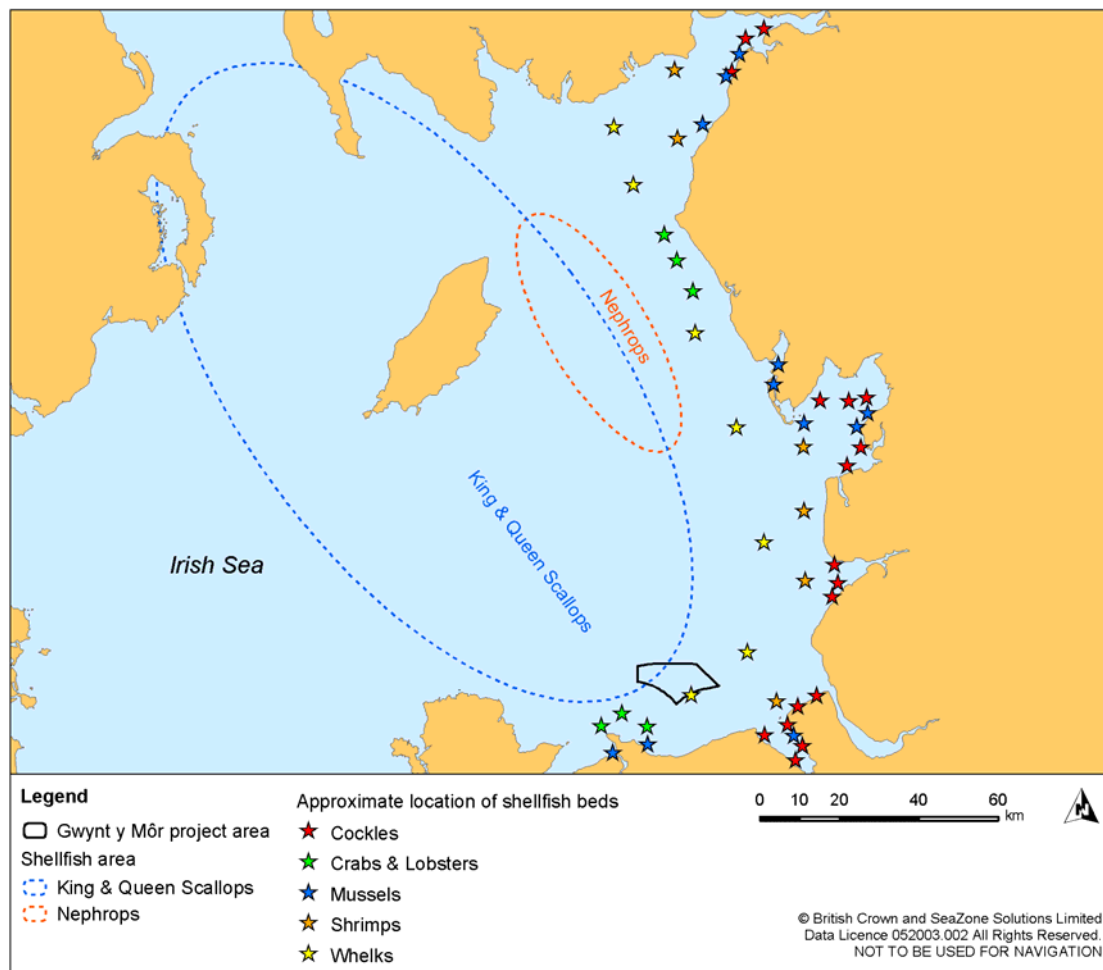 Nephrops
King & Queen Scallops
Irish Sea
Legend
Gwynt y Môr project area
Shellfish area
King & Queen Scallops
Nephrops
Approximate location of shellfish beds
Cockles
Crabs & Lobsters
Mussels
Shrimps
Whelks
0 10 20 40 60
km
N
© British Crown and SeaZone Solutions Limited
Data Licence 052003.002 All Rights Reserved.
NOT TO BE USED FOR NAVIGATION